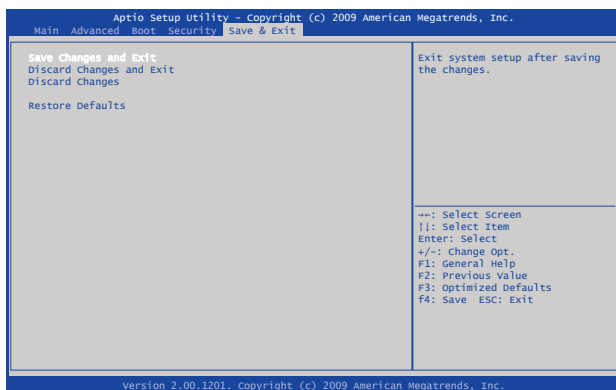 Aptio Setup Utility - Copyright (c) 2009 American Megatrends, Inc.
Main Advanced Boot Security Save & Exit
Save Changes and Exit
Discard Changes and Exit
Discard Changes
Restore Defaults
Exit system setup after saving
the changes.
→←: Select Screen
↑↓: Select Item
Enter: Select
+/-: Change Opt.
F1: General Help
F2: Previous Value
F3: Optimized Defaults
f4: Save ESC: Exit
Version 2.00.1201. Copyright (c) 2009 American Megatrends, Inc.